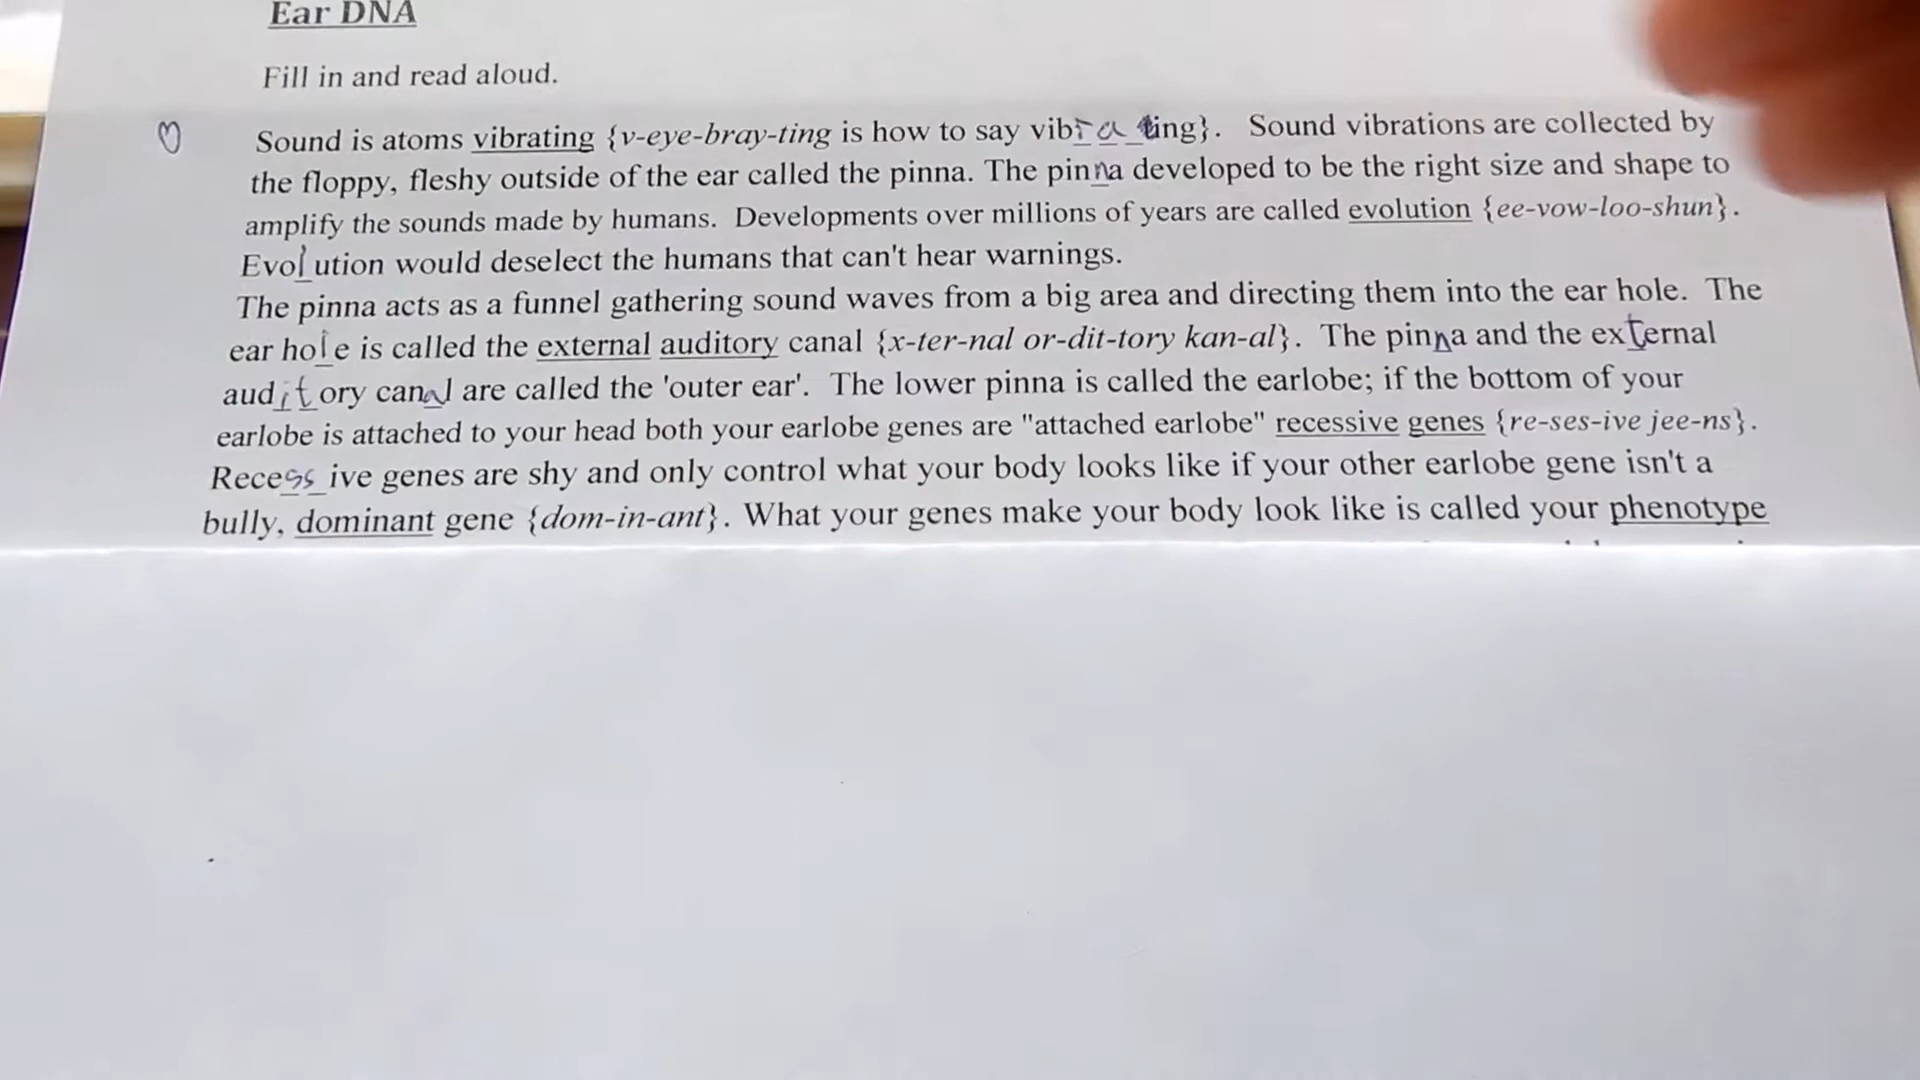 Ear DNA
Fill in and read aloud.
Sound is atoms vibrating {v-eye-bray-ting is how to say vibrating}. Sound vibrations are collected by
the floppy, fleshy outside of the ear called the pinna. The pinna developed to be the right size and shape to
amplify the sounds made by humans. Developments over millions of years are called evolution {ee-vow-loo-shun}.
Evolution would deselect the humans that can't hear warnings.
The pinna acts as a funnel gathering sound waves from a big area and directing them into the ear hole. The
ear hole is called the external auditory canal {x-ter-nal or-dit-tory kan-al}. The pinna and the external
auditory canal are called the 'outer ear'. The lower pinna is called the earlobe; if the bottom of your
earlobe is attached to your head both your earlobe genes are "attached earlobe" recessive genes {re-ses-ive jee-ns}.
Recessive genes are shy and only control what your body looks like if your other earlobe gene isn't a
bully, dominant gene {dom-in-ant}. What your genes make your body look like is called your phenotype